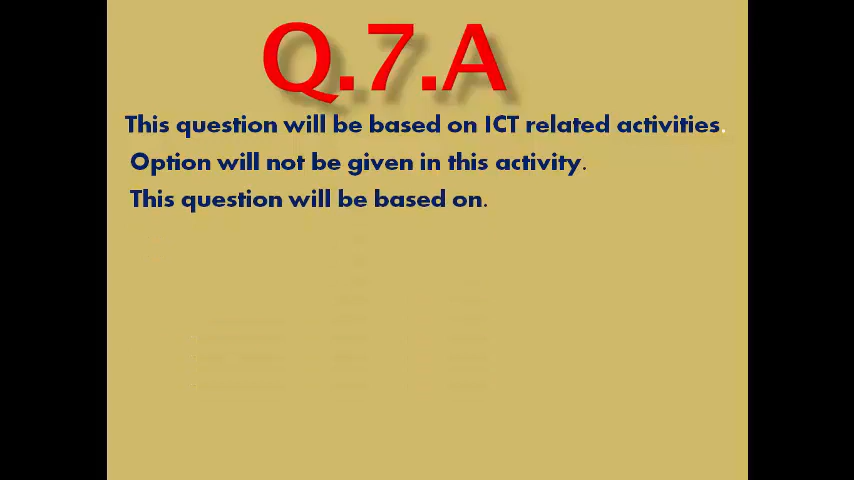 Q.7.A
This question will be based on ICT related activities.
Option will not be given in this activity.
This question will be based on.